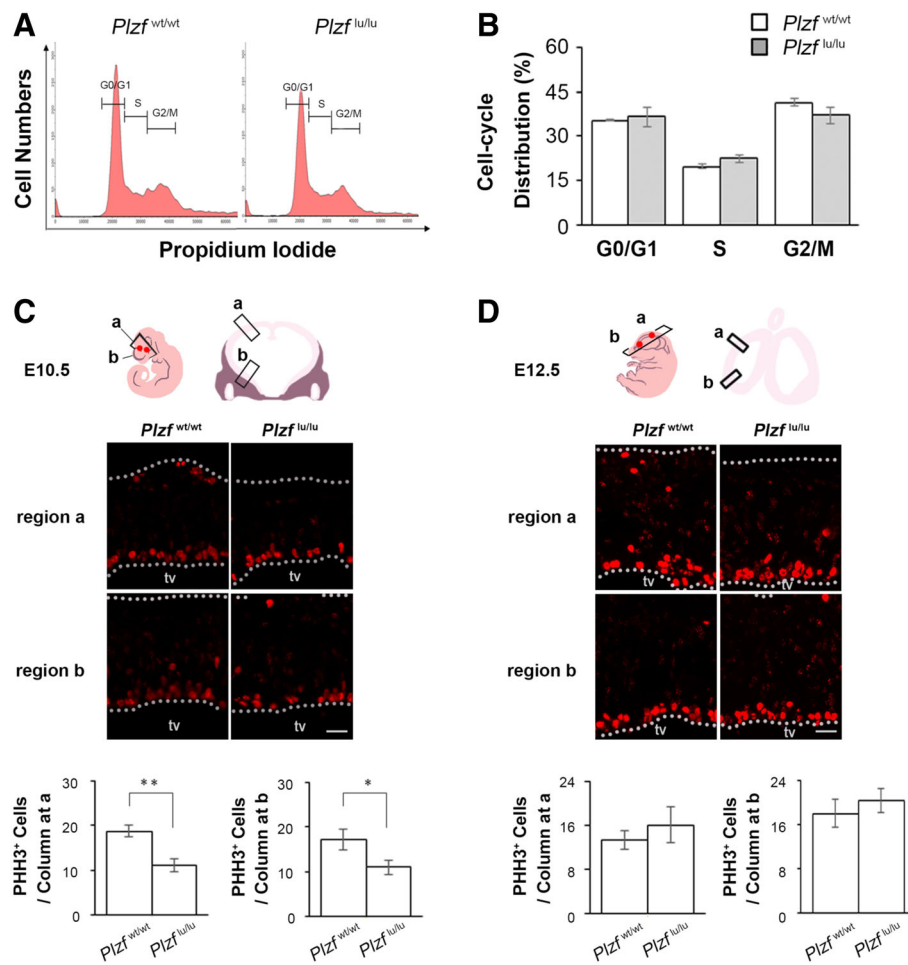 A
Plzf wt/wt
Plzf lu/lu
Cell Numbers
G0/G1
S
G2/M
G0/G1
S
G2/M
Propidium Iodide
B
Plzf wt/wt
Plzf lu/lu
Cell-cycle
Distribution (%)
60
45
30
15
0
G0/G1
S
G2/M
C
E10.5
a
b
a
b
Plzf wt/wt
Plzf lu/lu
region a
tv
tv
region b
tv
tv
PHH3+ Cells
/ Column at a
30
20
10
0
**
Plzf wt/wt
Plzf lu/lu
PHH3+ Cells
/ Column at b
30
20
10
0
*
Plzf wt/wt
Plzf lu/lu
D
E12.5
a
b
a
b
Plzf wt/wt
Plzf lu/lu
region a
tv
tv
region b
tv
tv
PHH3+ Cells
/ Column at a
24
16
8
0
Plzf wt/wt
Plzf lu/lu
PHH3+ Cells
/ Column at b
24
16
8
0
Plzf wt/wt
Plzf lu/lu